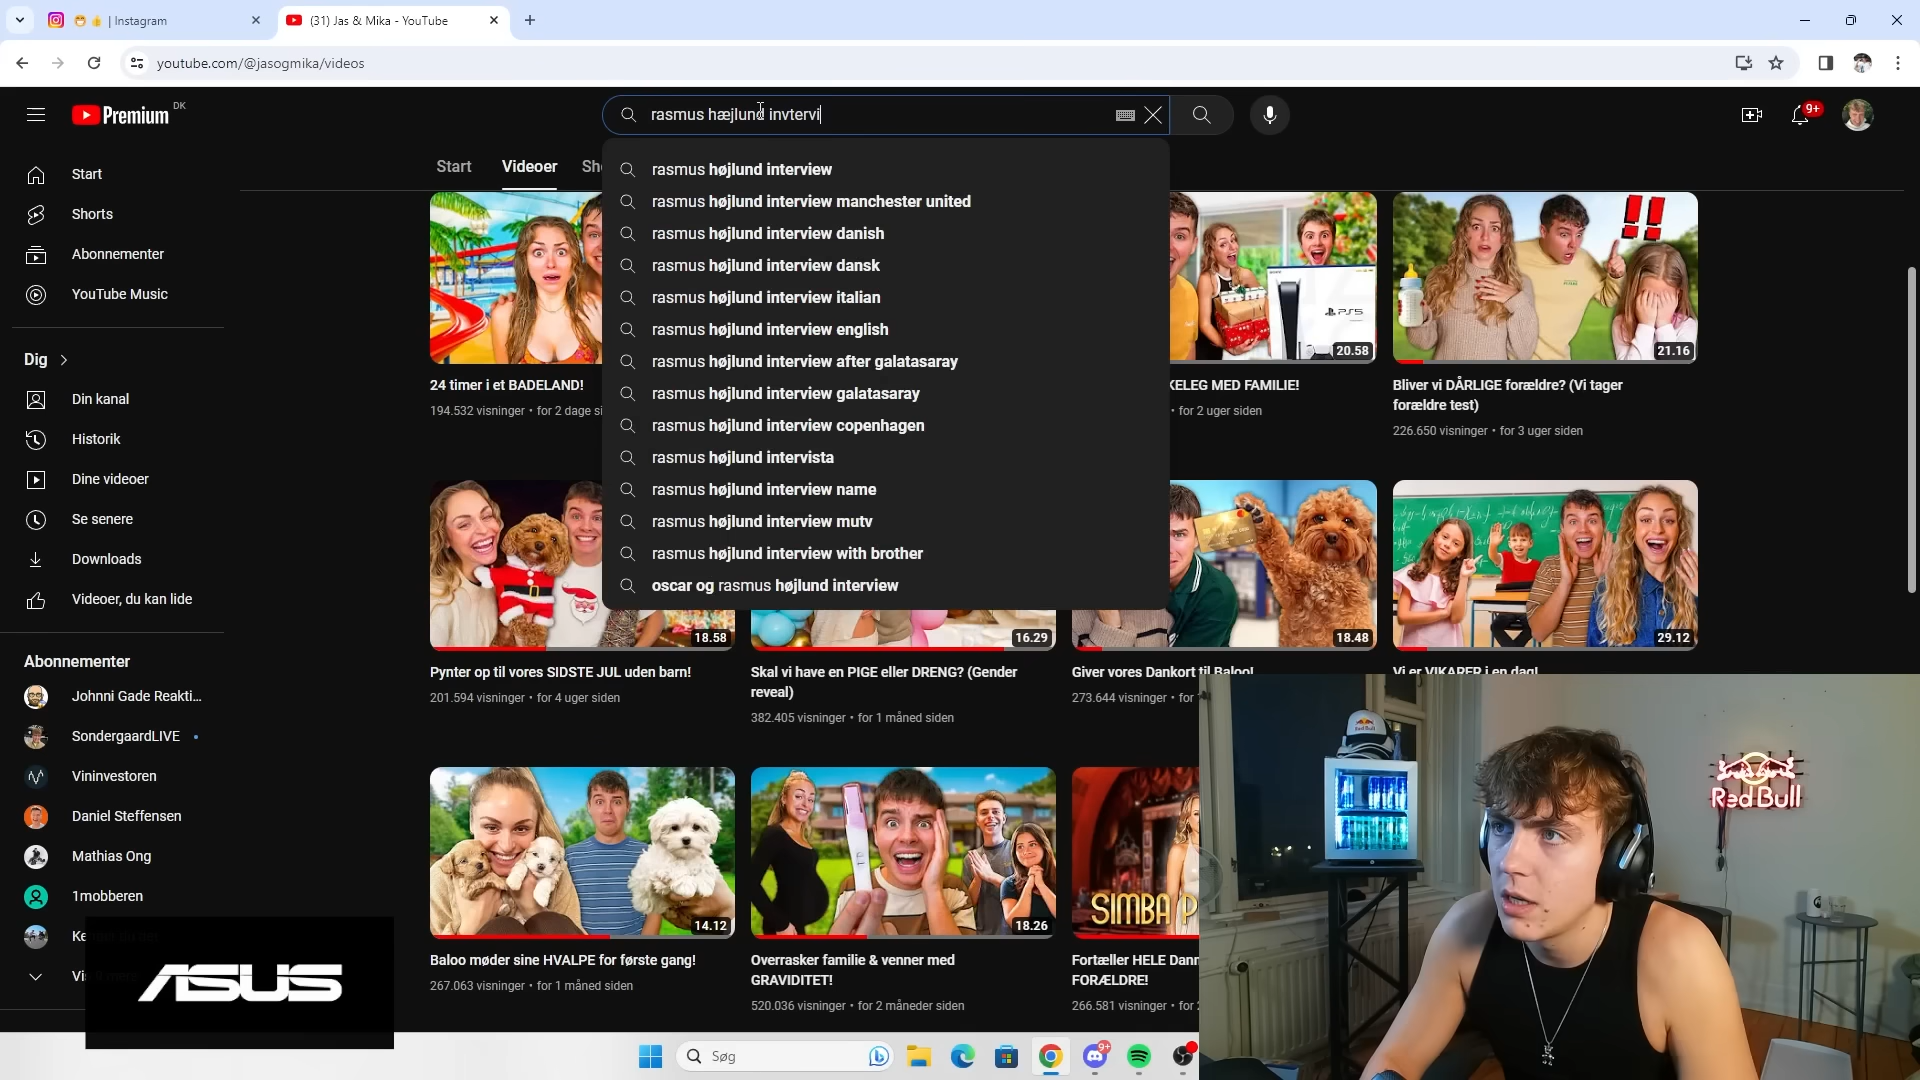 😁 👍 | Instagram
(31) Jas & Mika - YouTube
youtube.com/@jasogmika/videos
Premium DK
rasmus hæjlund invtervi
9+
Start
Shorts
Abonnementer
YouTube Music
Dig
Din kanal
Historik
Dine videoer
Se senere
Downloads
Videoer, du kan lide
Abonnementer
Johnni Gade Reakti...
SondergaardLIVE
Vininvestoren
Daniel Steffensen
Mathias Ong
1mobberen
ASUS
Start
Videoer
rasmus højlund interview
rasmus højlund interview manchester united
rasmus højlund interview danish
rasmus højlund interview dansk
rasmus højlund interview italian
rasmus højlund interview english
rasmus højlund interview after galatasaray
rasmus højlund interview galatasaray
rasmus højlund interview copenhagen
rasmus højlund intervista
rasmus højlund interview name
rasmus højlund interview mutv
rasmus højlund interview with brother
oscar og rasmus højlund interview
24 timer i et BADELAND!
194.532 visninger • for 2 dage si
PS5
20.58
KELEG MED FAMILIE!
• for 2 uger siden
!!
21.16
Bliver vi DÅRLIGE forældre? (Vi tager
forældre test)
226.650 visninger • for 3 uger siden
18.58
Pynter op til vores SIDSTE JUL uden barn!
201.594 visninger • for 4 uger siden
16.29
Skal vi have en PIGE eller DRENG? (Gender
reveal)
382.405 visninger • for 1 måned siden
18.48
Giver vores Dankort til Baloo!
273.644 visninger • for
29.12
Vi er VIKARER i en dag!
14.12
Baloo møder sine HVALPE for første gang!
267.063 visninger • for 1 måned siden
18.26
Overrasker familie & venner med
GRAVIDITET!
520.036 visninger • for 2 måneder siden
SIMBA P
Fortæller HELE Dan
FORÆLDRE!
266.581 visninger • for 2
Red Bull
Red Bull
Søg
9+